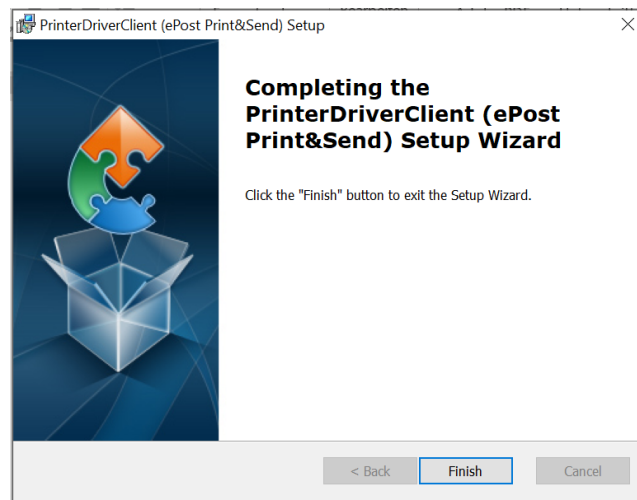 PrinterDriverClient (ePost Print&Send) Setup
Completing the
PrinterDriverClient (ePost
Print&Send) Setup Wizard
Click the "Finish" button to exit the Setup Wizard.
< Back Finish Cancel